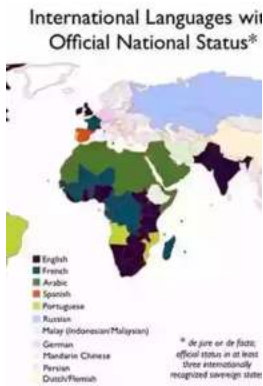 International Languages wi
Official National Status*
English
French
Arabic
Spanish
Portuguese
Russian
Malay (Indonesian/Malaysian)
German
Mandarin Chinese
Persian
Dutch/Flemish
* de jure or de facto;
official status in at least
three internationally
recognized sovereign states